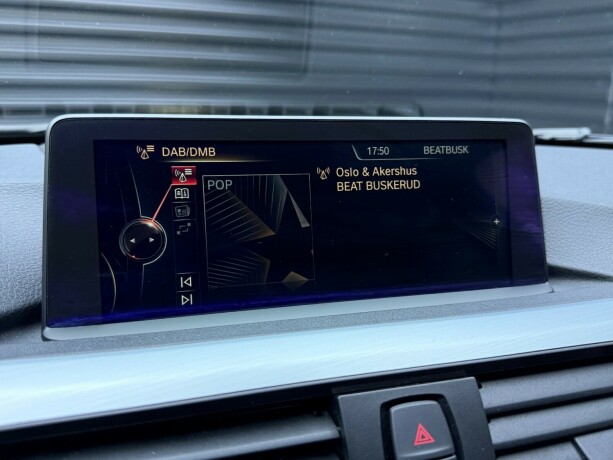 DAB/DMB 17:50 BEATBUSK
Oslo & Akershus
POP BEAT BUSKERUD